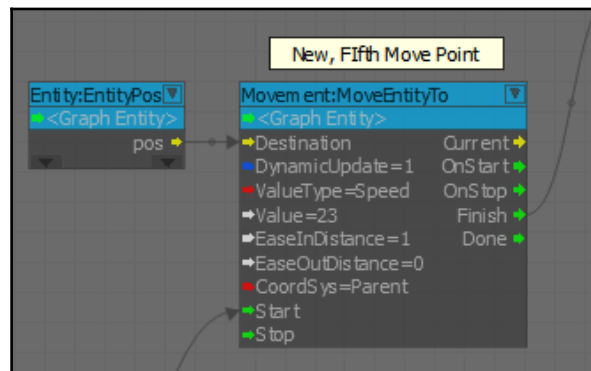 New, FIfth Move Point
Entity:EntityPos
<Graph Entity>
pos
Movement:MoveEntityTo
<Graph Entity>
Destination Current
DynamicUpdate=1 OnStart
ValueType=Speed OnStop
Value=23 Finish
EaseInDistance=1 Done
EaseOutDistance=0
CoordSys=Parent
Start
Stop